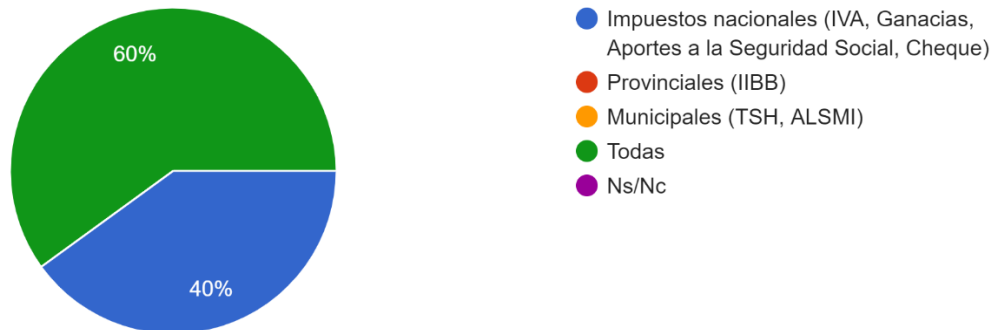 60%
40%
Impuestos nacionales (IVA, Ganacias,
Aportes a la Seguridad Social, Cheque)
Provinciales (IIBB)
Municipales (TSH, ALSMI)
Todas
Ns/Nc